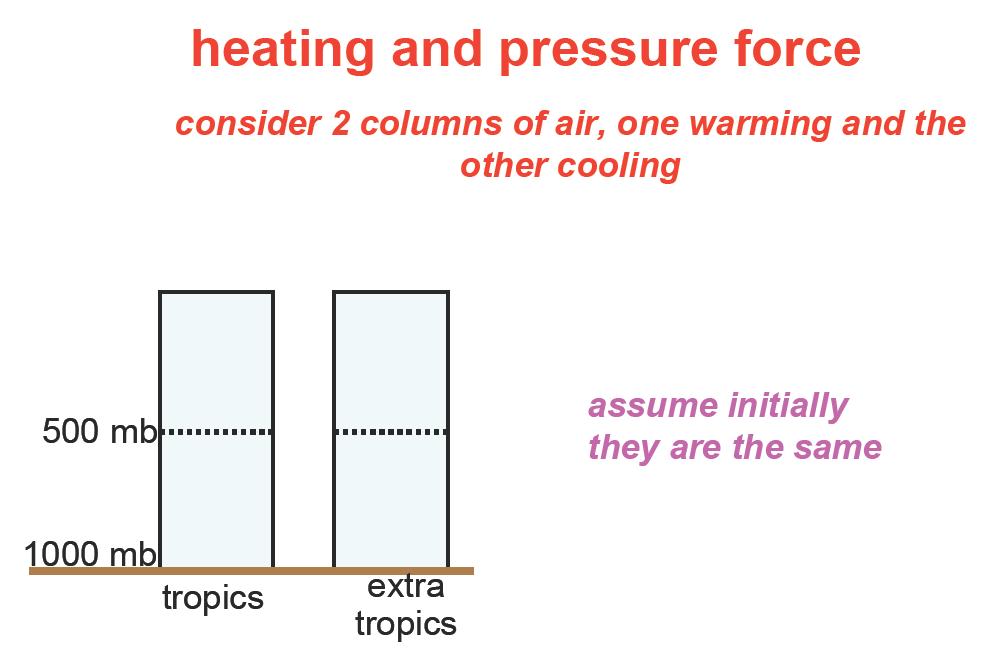 heating and pressure force
consider 2 columns of air, one warming and the
other cooling
500 mb
assume initially
they are the same
1000 mb
tropics
extra
tropics